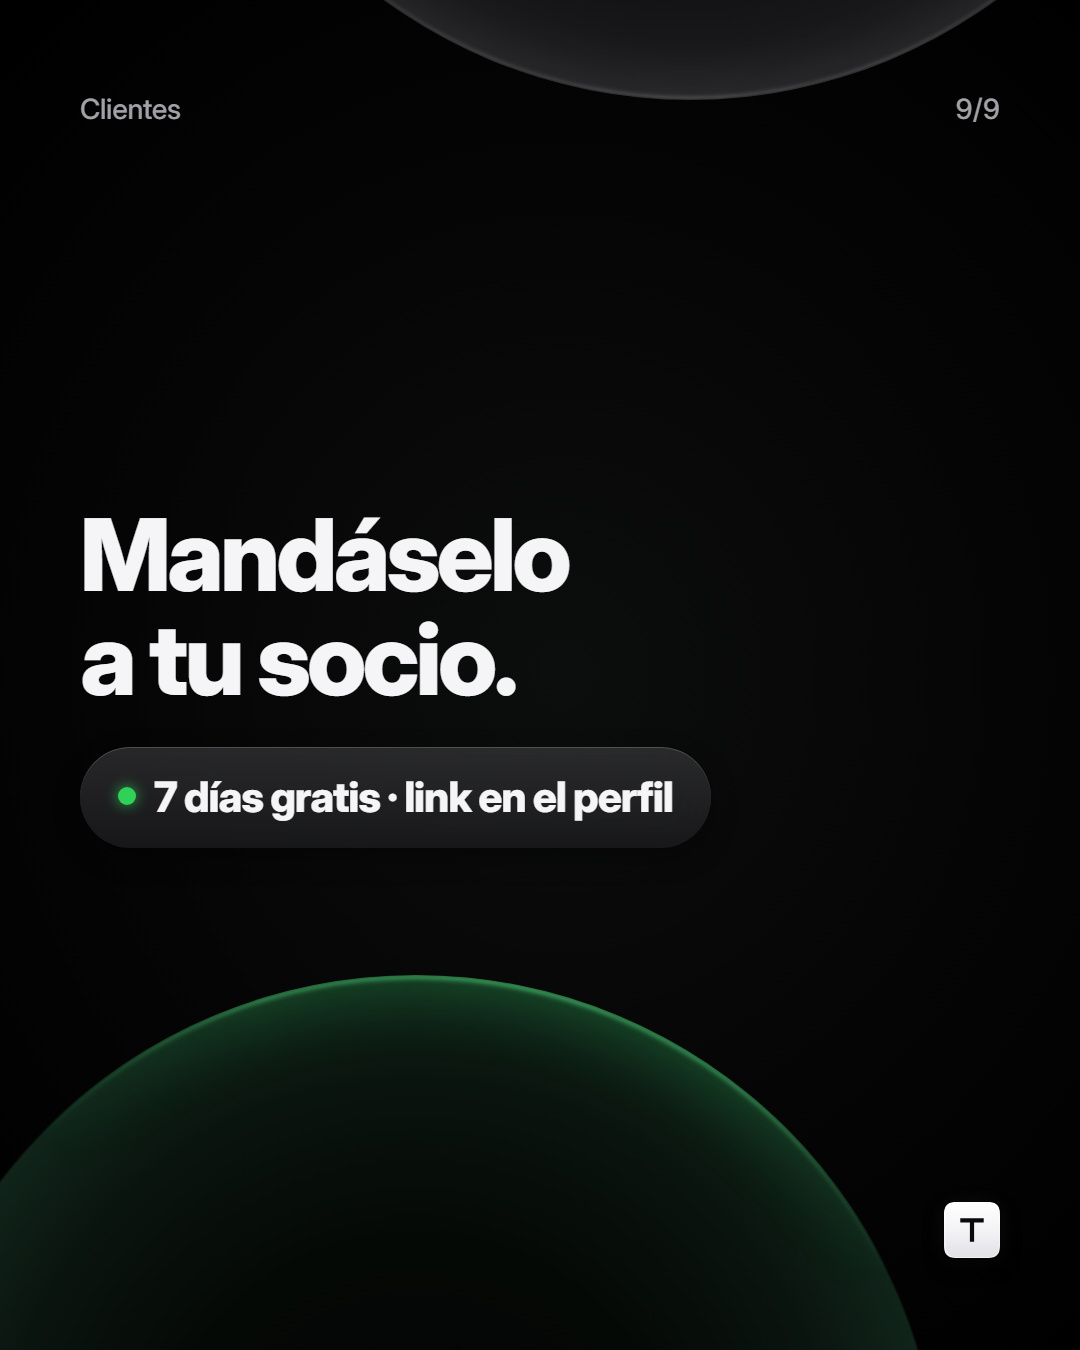 Clientes
9/9
Mandáselo
a tu socio.
7 días gratis · link en el perfil
T